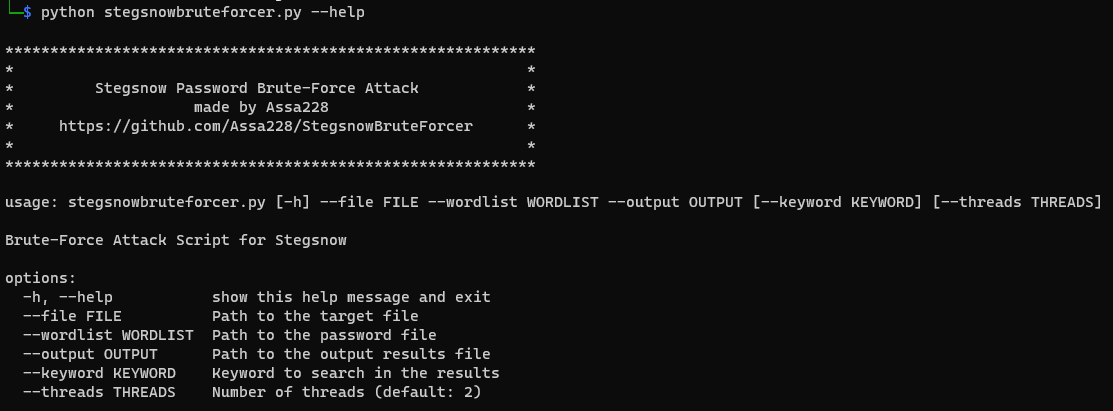 └─$ python stegsnowbruteforcer.py --help
***********************************************************
*                                                         *
*         Stegsnow Password Brute-Force Attack            *
*                    made by Assa228                      *
*     https://github.com/Assa228/StegsnowBruteForcer      *
*                                                         *
***********************************************************
usage: stegsnowbruteforcer.py [-h] --file FILE --wordlist WORDLIST --output OUTPUT [--keyword KEYWORD] [--threads THREADS]
Brute-Force Attack Script for Stegsnow
options:
  -h, --help           show this help message and exit
  --file FILE          Path to the target file
  --wordlist WORDLIST  Path to the password file
  --output OUTPUT      Path to the output results file
  --keyword KEYWORD    Keyword to search in the results
  --threads THREADS    Number of threads (default: 2)